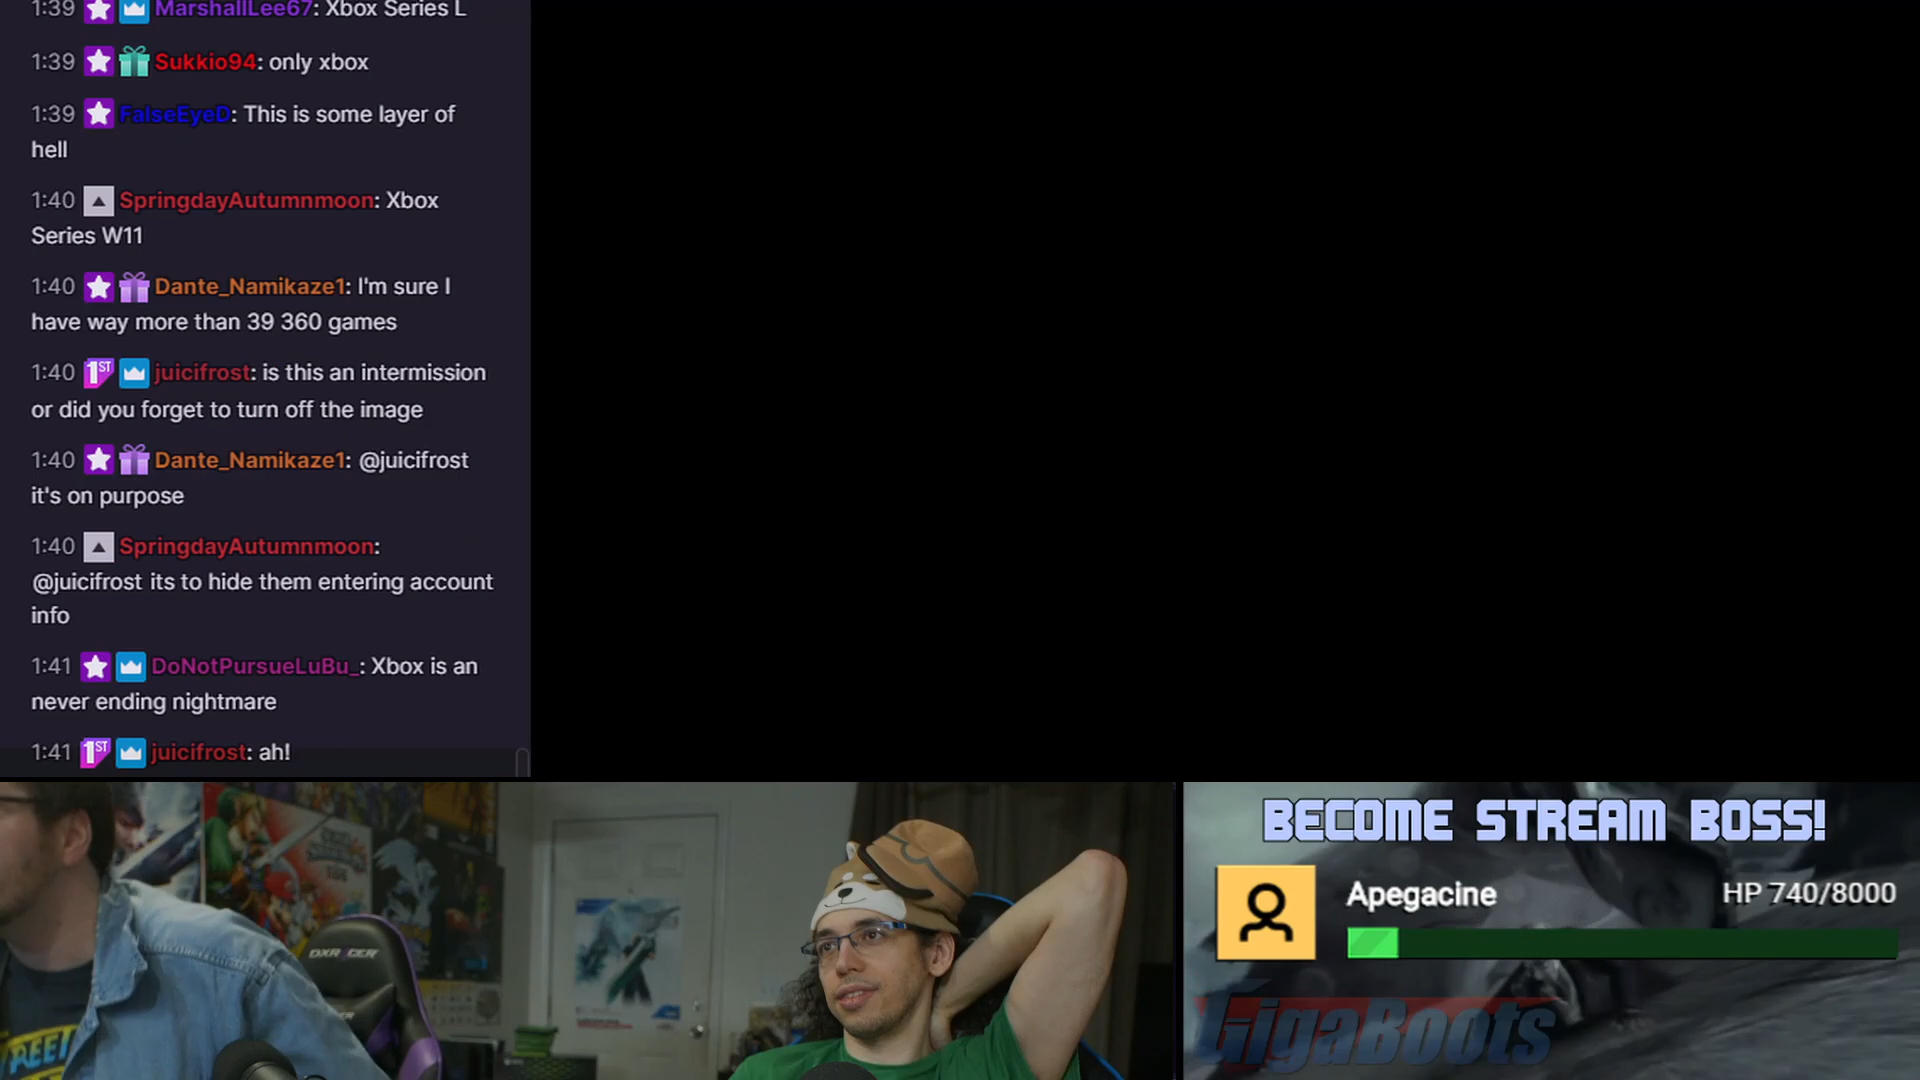 1:39 MarshallLee67: Xbox Series L
1:39 Sukkio94: only xbox
1:39 FalseEyeD: This is some layer of
hell
1:40 SpringdayAutumnmoon: Xbox
Series W11
1:40 Dante_Namikaze1: I'm sure I
have way more than 39 360 games
1:40 1ST juicifrost: is this an intermission
or did you forget to turn off the image
1:40 Dante_Namikaze1: @juicifrost
it's on purpose
1:40 SpringdayAutumnmoon:
@juicifrost its to hide them entering account
info
1:41 DoNotPursueLuBu_: Xbox is an
never ending nightmare
1:41 1ST juicifrost: ah!
BECOME STREAM BOSS!
Apegacine
HP 740/8000
GigaBoots
DXRACER